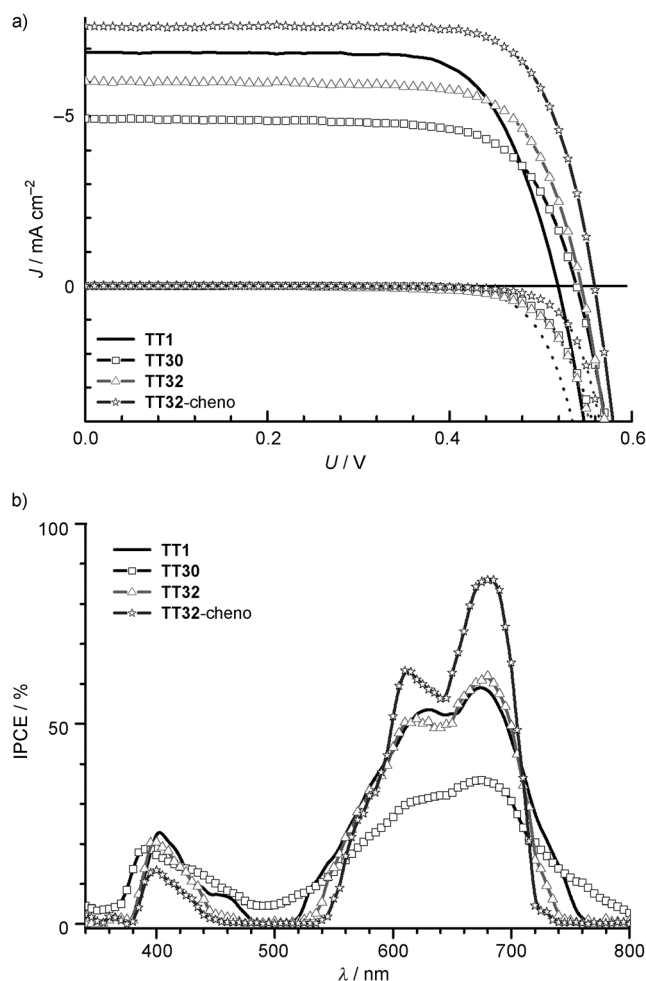 a)
–5
0
J / mA cm⁻²
TT1
TT30
TT32
TT32-cheno
0.0 0.2 0.4 0.6
U / V
b)
100
50
0
IPCE / %
TT1
TT30
TT32
TT32-cheno
400 500 600 700 800
λ / nm